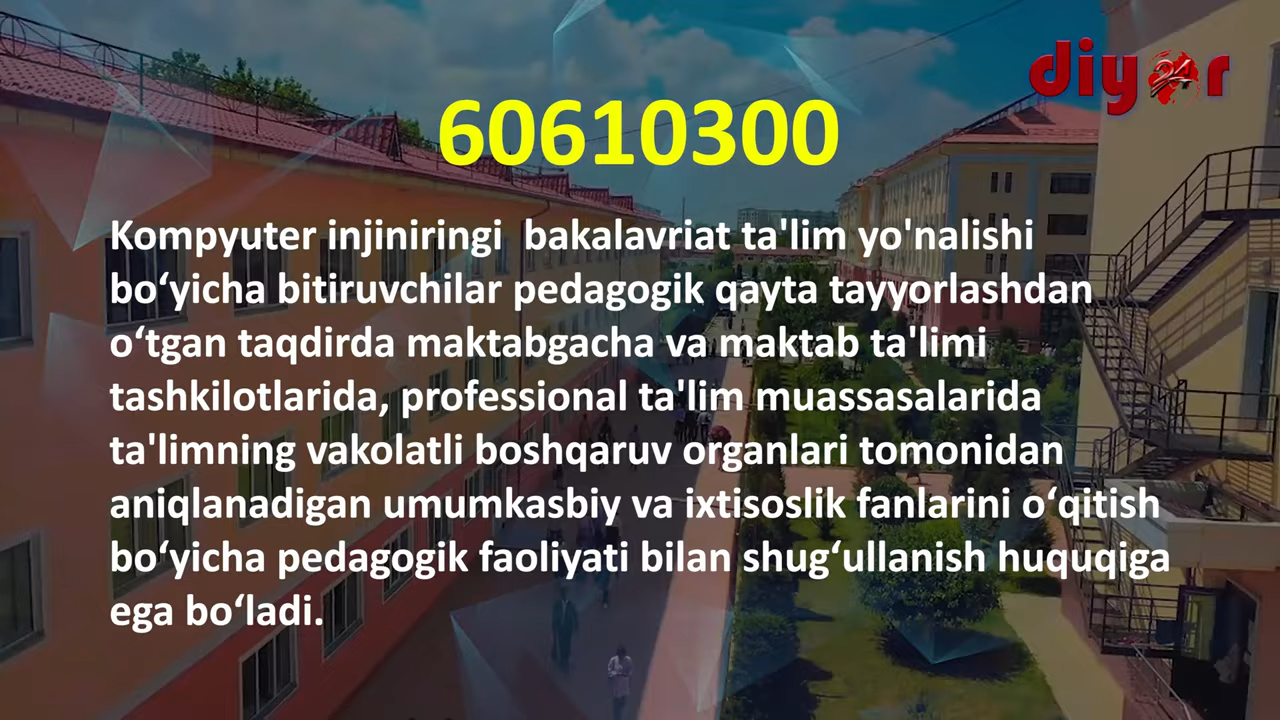 diyor
24
60610300
Kompyuter injiniringi  bakalavriat ta'lim yo'nalishi
bo‘yicha bitiruvchilar pedagogik qayta tayyorlashdan
o‘tgan taqdirda maktabgacha va maktab ta'limi
tashkilotlarida, professional ta'lim muassasalarida
ta'limning vakolatli boshqaruv organlari tomonidan
aniqlanadigan umumkasbiy va ixtisoslik fanlarini o‘qitish
bo‘yicha pedagogik faoliyati bilan shug‘ullanish huquqiga
ega bo‘ladi.